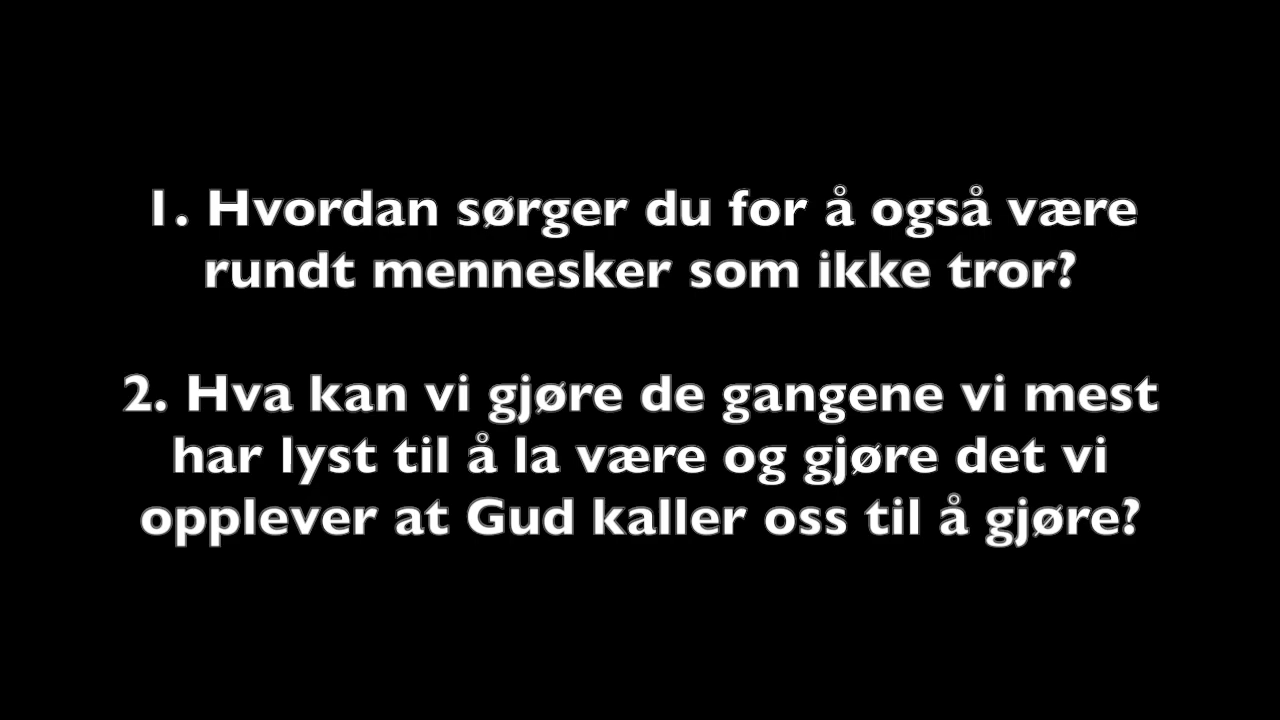 1. Hvordan sørger du for å også være
rundt mennesker som ikke tror?
2. Hva kan vi gjøre de gangene vi mest
har lyst til å la være og gjøre det vi
opplever at Gud kaller oss til å gjøre?